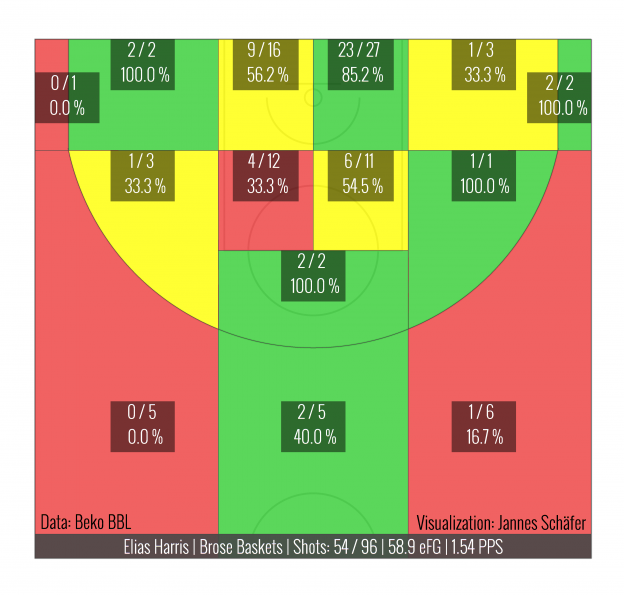 2 / 2
100.0 %
9 / 16
56.2 %
23 / 27
85.2 %
1 / 3
33.3 %
0 / 1
0.0 %
2 / 2
100.0 %
1 / 3
33.3 %
4 / 12
33.3 %
6 / 11
54.5 %
1 / 1
100.0 %
2 / 2
100.0 %
0 / 5
0.0 %
2 / 5
40.0 %
1 / 6
16.7 %
Data: Beko BBL
Visualization: Jannes Schäfer
Elias Harris | Brose Baskets | Shots: 54 / 96 | 58.9 eFG | 1.54 PPS